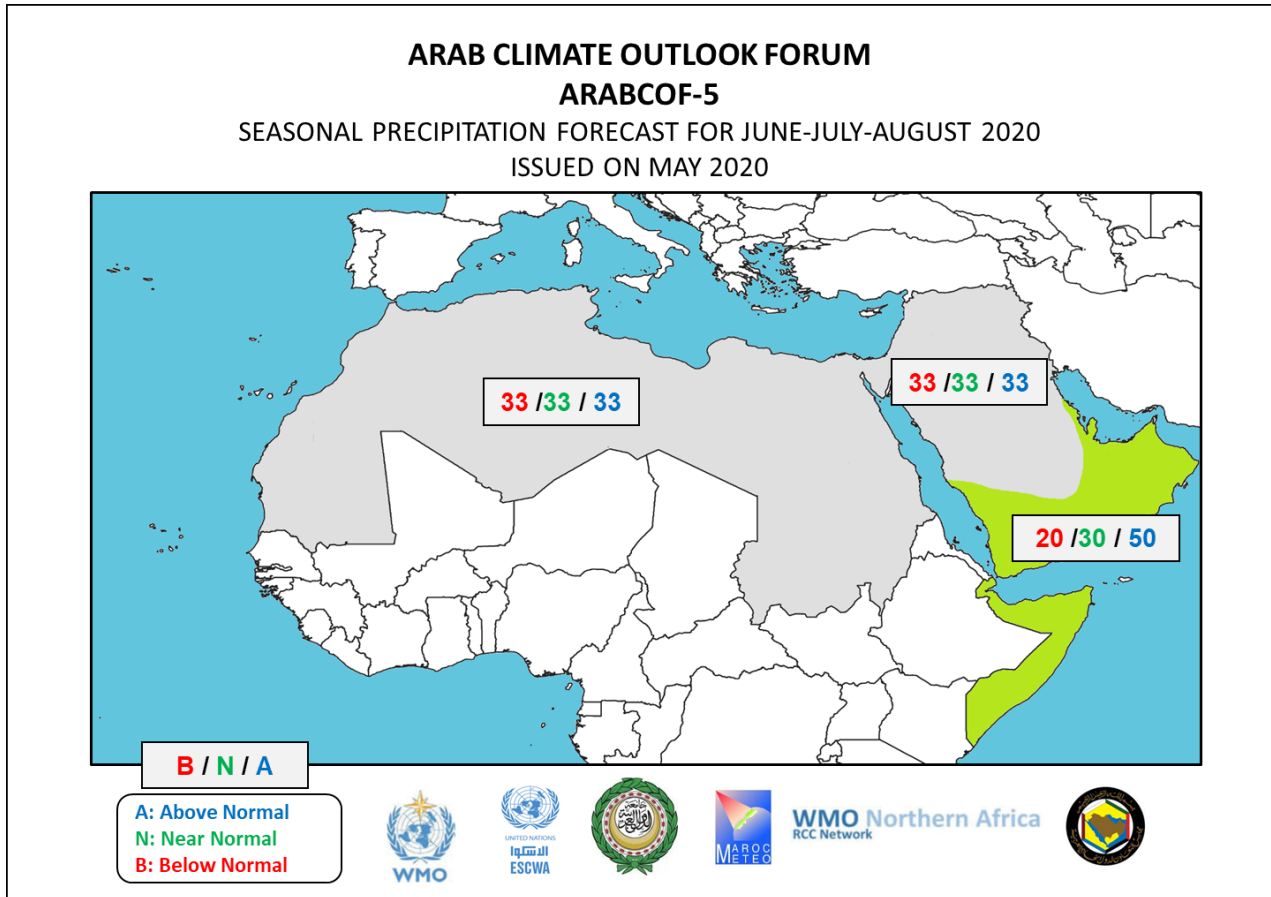 ARAB CLIMATE OUTLOOK FORUM
ARABCOF-5
SEASONAL PRECIPITATION FORECAST FOR JUNE-JULY-AUGUST 2020
ISSUED ON MAY 2020
33 /33 / 33
33 /33 / 33
20 /30 / 50
B / N / A
A: Above Normal
N: Near Normal
B: Below Normal
WMO
UNITED NATIONS
الاسكوا
ESCWA
MAROC
METEO
WMO Northern Africa
RCC Network